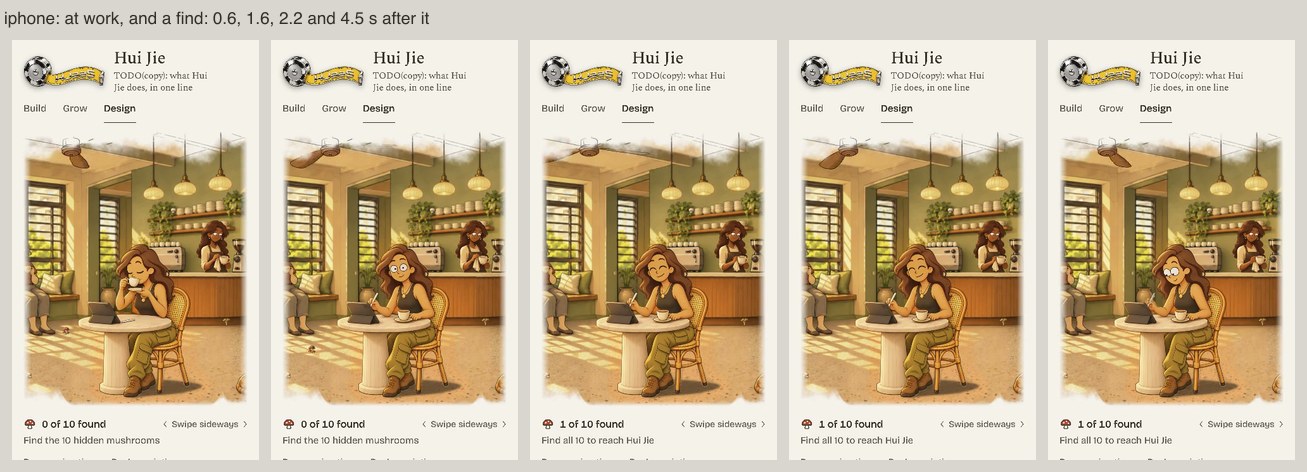 iphone: at work, and a find: 0.6, 1.6, 2.2 and 4.5 s after it
Hui Jie
TODO(copy): what Hui
Jie does, in one line
Build Grow Design
0 of 10 found
Swipe sideways
Find the 10 hidden mushrooms
Hui Jie
TODO(copy): what Hui
Jie does, in one line
Build Grow Design
0 of 10 found
Swipe sideways
Find the 10 hidden mushrooms
Hui Jie
TODO(copy): what Hui
Jie does, in one line
Build Grow Design
1 of 10 found
Swipe sideways
Find all 10 to reach Hui Jie
Hui Jie
TODO(copy): what Hui
Jie does, in one line
Build Grow Design
1 of 10 found
Swipe sideways
Find all 10 to reach Hui Jie
Hui Jie
TODO(copy): what Hui
Jie does, in one line
Build Grow Design
1 of 10 found
Swipe sideways
Find all 10 to reach Hui Jie